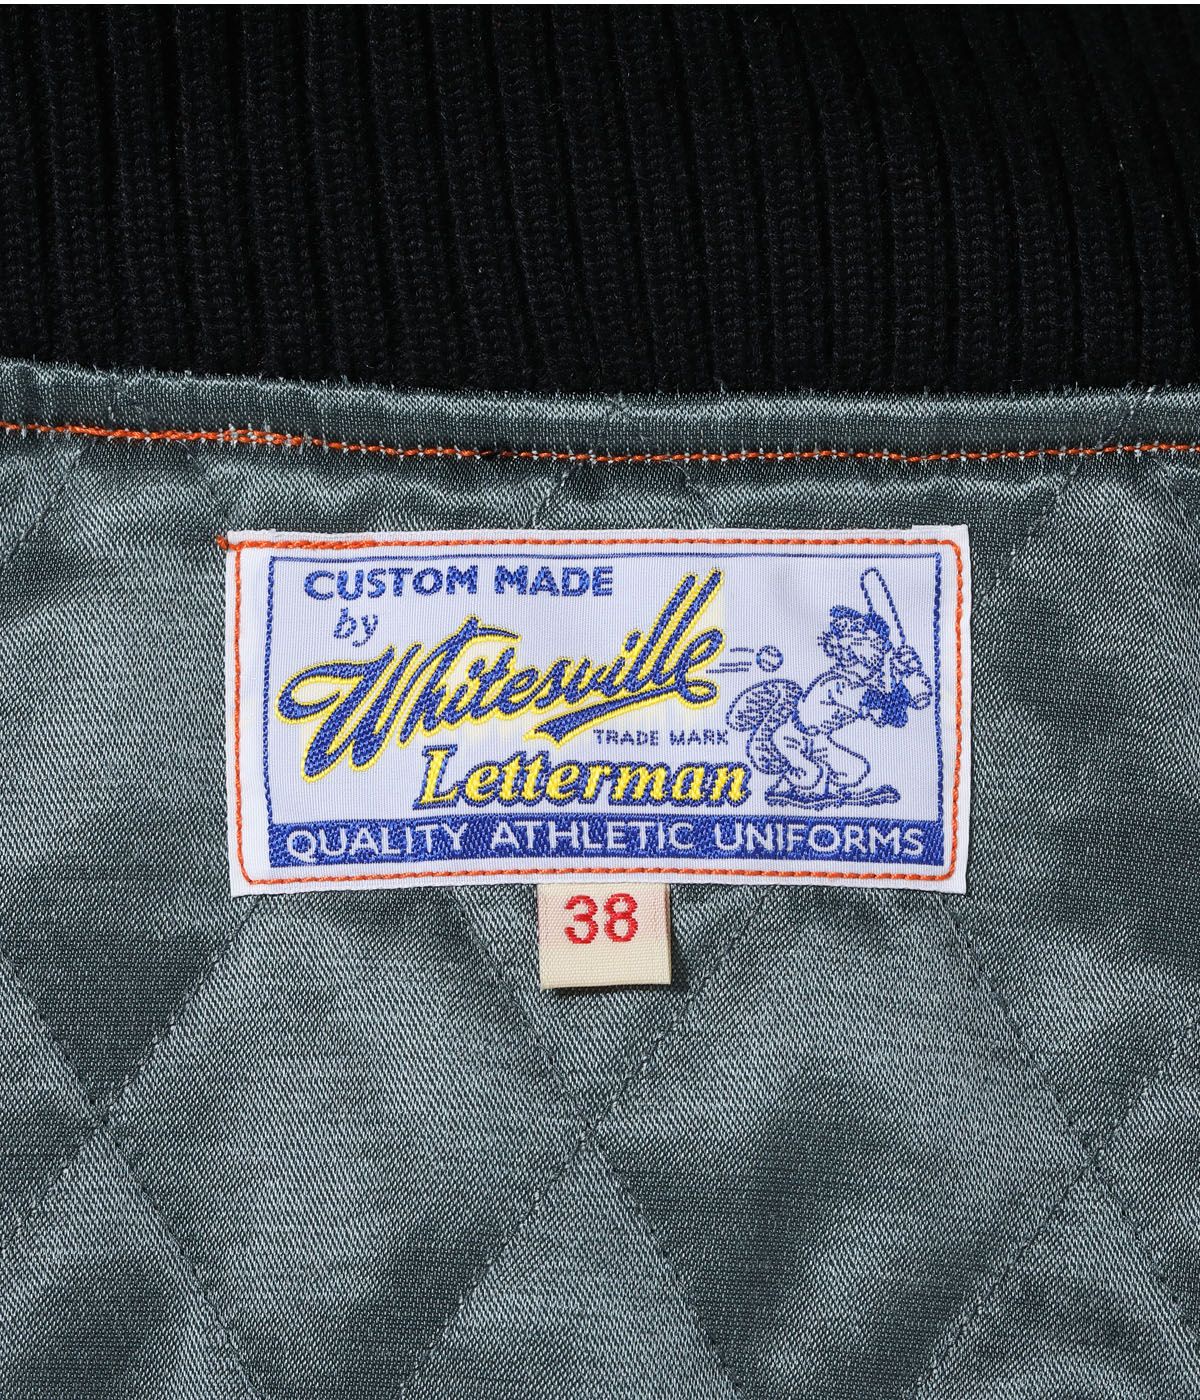 CUSTOM MADE
by
Whitesville
TRADE MARK
Letterman
QUALITY ATHLETIC UNIFORMS
38